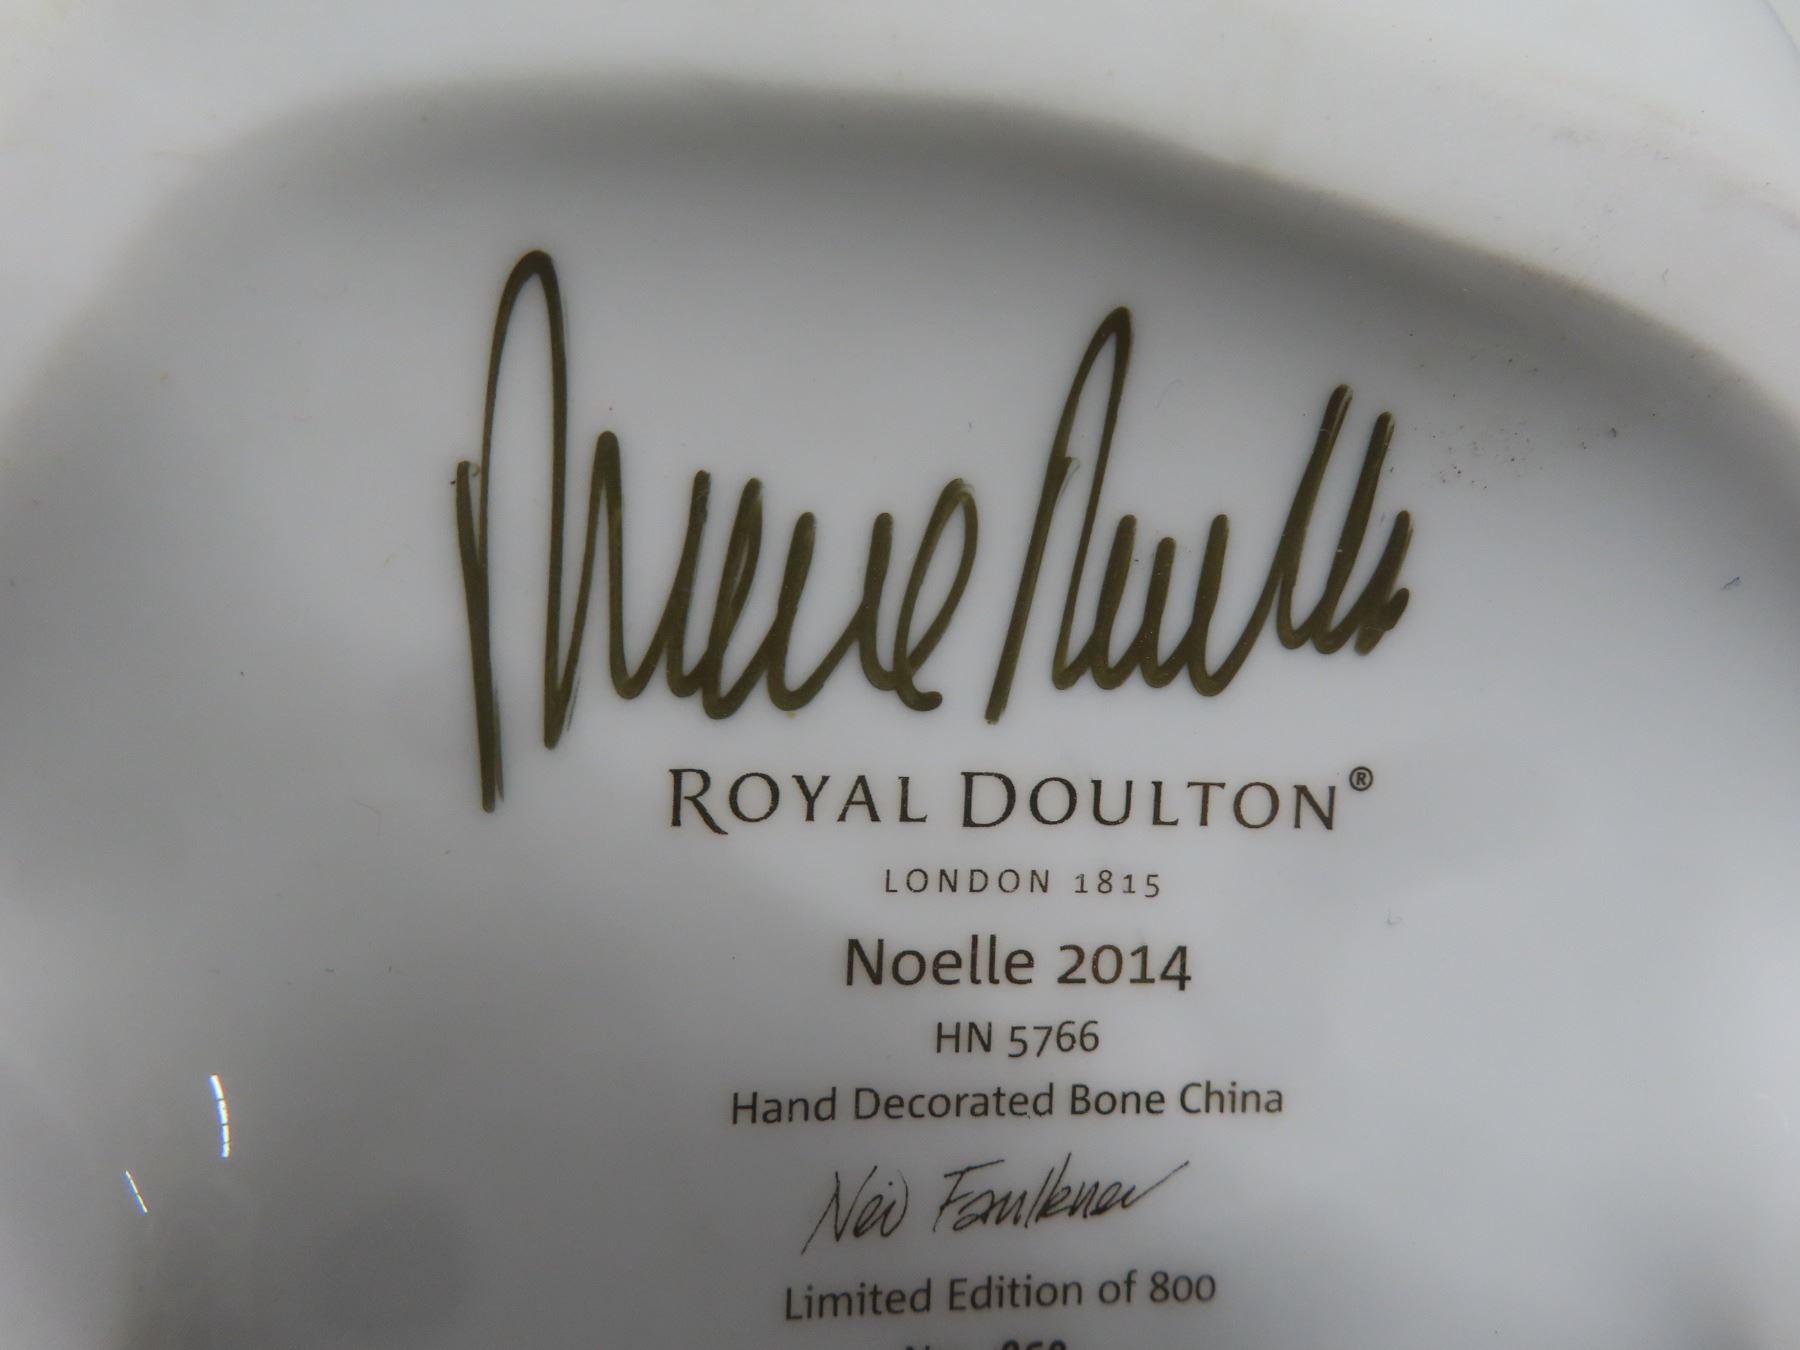 ROYAL DOULTON®
LONDON 1815
Noelle 2014
HN 5766
Hand Decorated Bone China
Neil Faulkner
Limited Edition of 800